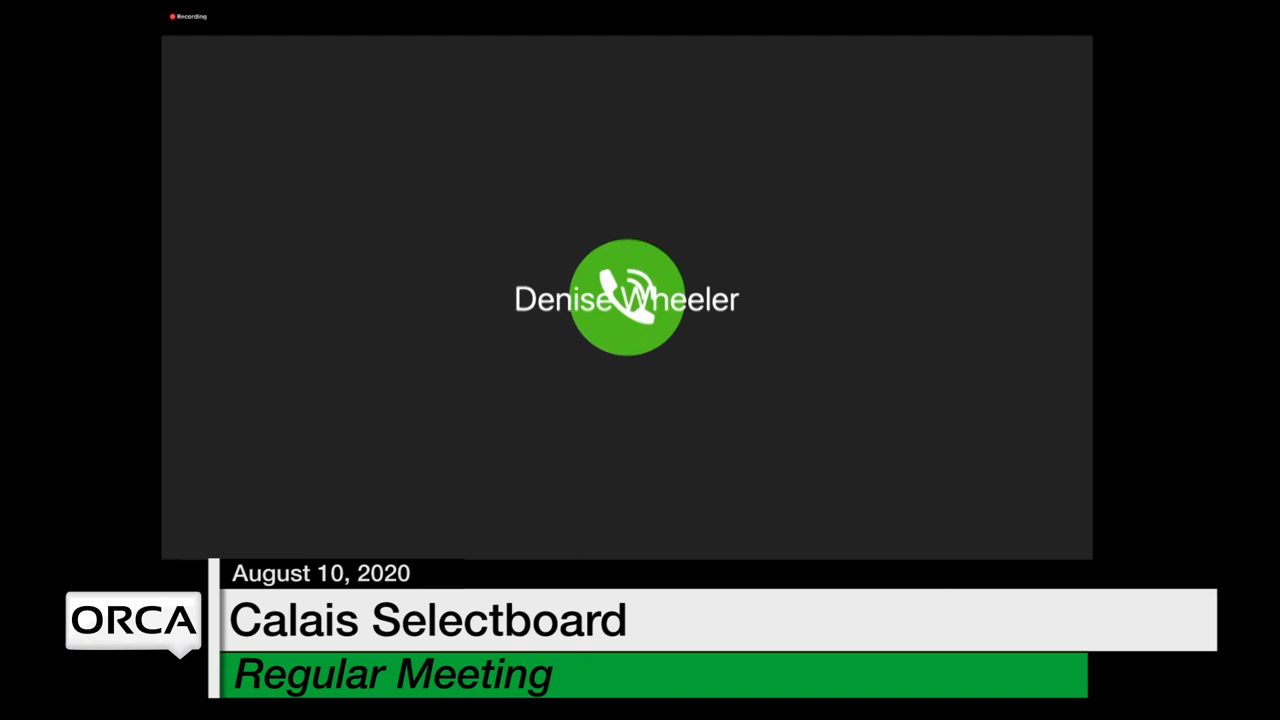 Recording
Denise Wheeler
August 10, 2020
ORCA
Calais Selectboard
Regular Meeting